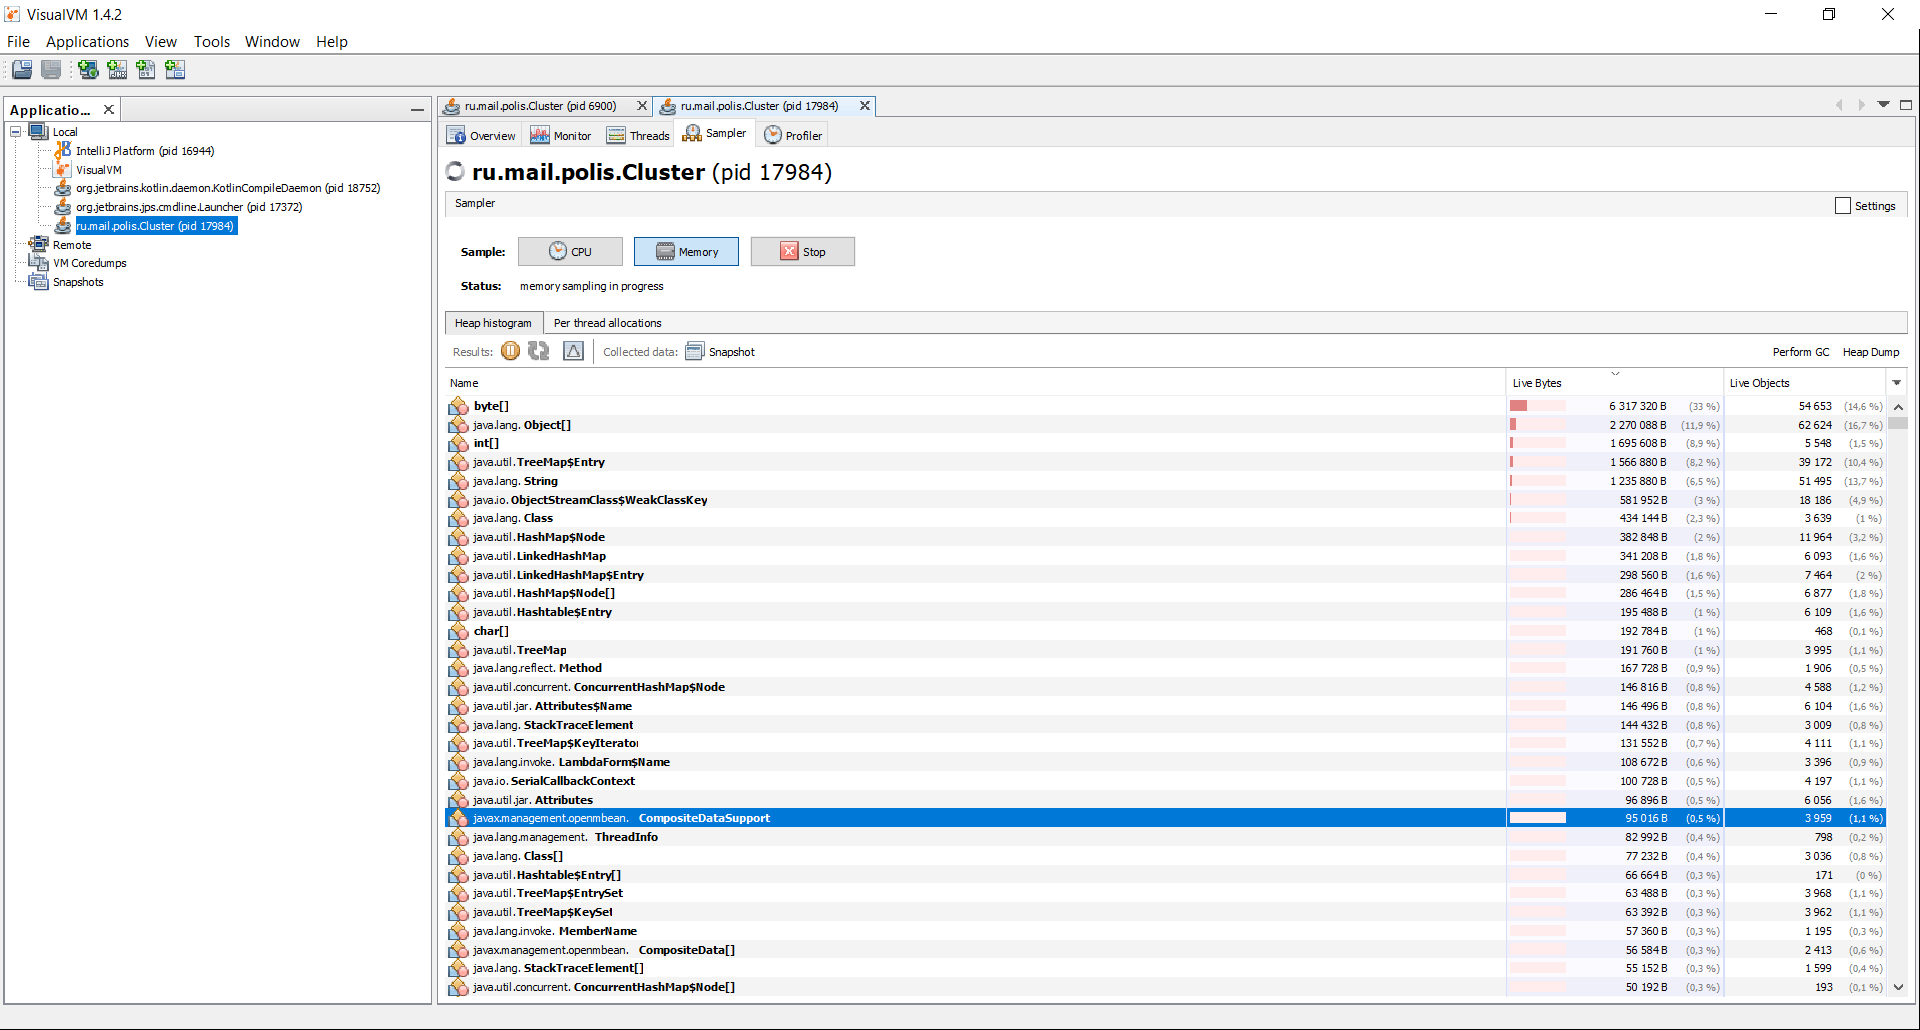 VisualVM 1.4.2
File Applications View Tools Window Help
Applicatio...
Local
IntelliJ Platform (pid 16944)
VisualVM
org.jetbrains.kotlin.daemon.KotlinCompileDaemon (pid 18752)
org.jetbrains.jps.cmdline.Launcher (pid 17372)
ru.mail.polis.Cluster (pid 17984)
Remote
VM Coredumps
Snapshots
ru.mail.polis.Cluster (pid 6900) ru.mail.polis.Cluster (pid 17984)
Overview Monitor Threads Sampler Profiler
ru.mail.polis.Cluster (pid 17984)
Sampler Settings
Sample: CPU Memory Stop
Status: memory sampling in progress
Heap histogram Per thread allocations
Results: Collected data: Snapshot Perform GC Heap Dump
Name Live Bytes Live Objects
byte[] 6 317 320 B (33 %) 54 653 (14,6 %)
java.lang.Object[] 2 270 088 B (11,9 %) 62 624 (16,7 %)
int[] 1 695 608 B (8,9 %) 5 548 (1,5 %)
java.util.TreeMap$Entry 1 566 880 B (8,2 %) 39 172 (10,4 %)
java.lang.String 1 235 880 B (6,5 %) 51 495 (13,7 %)
java.io.ObjectStreamClass$WeakClassKey 581 952 B (3 %) 18 186 (4,9 %)
java.lang.Class 434 144 B (2,3 %) 3 639 (1 %)
java.util.HashMap$Node 382 848 B (2 %) 11 964 (3,2 %)
java.util.LinkedHashMap 341 208 B (1,8 %) 6 093 (1,6 %)
java.util.LinkedHashMap$Entry 298 560 B (1,6 %) 7 464 (2 %)
java.util.HashMap$Node[] 286 464 B (1,5 %) 6 877 (1,8 %)
java.util.Hashtable$Entry 195 488 B (1 %) 6 109 (1,6 %)
char[] 192 784 B (1 %) 468 (0,1 %)
java.util.TreeMap 191 760 B (1 %) 3 995 (1,1 %)
java.lang.reflect.Method 167 728 B (0,9 %) 1 906 (0,5 %)
java.util.concurrent.ConcurrentHashMap$Node 146 816 B (0,8 %) 4 588 (1,2 %)
java.util.jar.Attributes$Name 146 496 B (0,8 %) 6 104 (1,6 %)
java.lang.StackTraceElement 144 432 B (0,8 %) 3 009 (0,8 %)
java.util.TreeMap$KeyIterator 131 552 B (0,7 %) 4 111 (1,1 %)
java.lang.invoke.LambdaForm$Name 108 672 B (0,6 %) 3 396 (0,9 %)
java.io.SerialCallbackContext 100 728 B (0,5 %) 4 197 (1,1 %)
java.util.jar.Attributes 96 896 B (0,5 %) 6 056 (1,6 %)
javax.management.openmbean.CompositeDataSupport 95 016 B (0,5 %) 3 959 (1,1 %)
java.lang.management.ThreadInfo 82 992 B (0,4 %) 798 (0,2 %)
java.lang.Class[] 77 232 B (0,4 %) 3 036 (0,8 %)
java.util.Hashtable$Entry[] 66 664 B (0,3 %) 171 (0 %)
java.util.TreeMap$EntrySet 63 488 B (0,3 %) 3 968 (1,1 %)
java.util.TreeMap$KeySet 63 392 B (0,3 %) 3 962 (1,1 %)
java.lang.invoke.MemberName 57 360 B (0,3 %) 1 195 (0,3 %)
javax.management.openmbean.CompositeData[] 56 584 B (0,3 %) 2 413 (0,6 %)
java.lang.StackTraceElement[] 55 152 B (0,3 %) 1 599 (0,4 %)
java.util.concurrent.ConcurrentHashMap$Node[] 50 192 B (0,3 %) 193 (0,1 %)